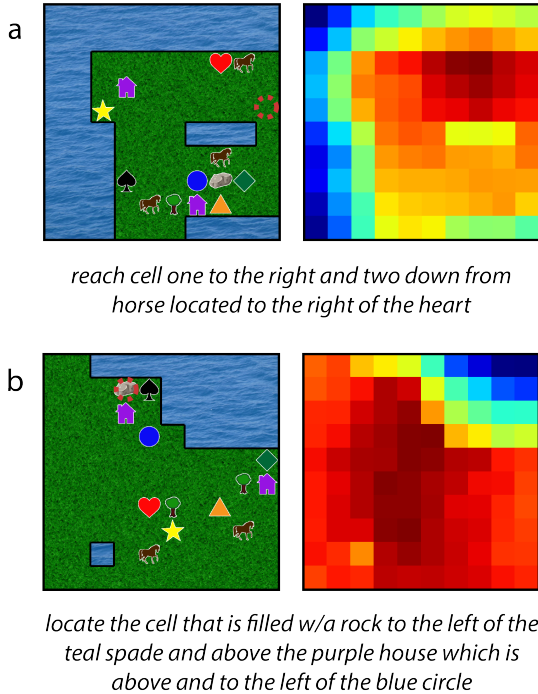 a
reach cell one to the right and two down from
horse located to the right of the heart
b
locate the cell that is filled w/a rock to the left of the
teal spade and above the purple house which is
above and to the left of the blue circle